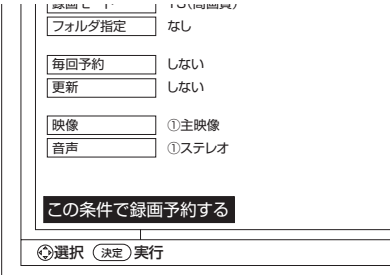 フォルダ指定 なし
毎回予約 しない
更新 しない
映像 ①主映像
音声 ①ステレオ
この条件で録画予約する
選択 決定 実行